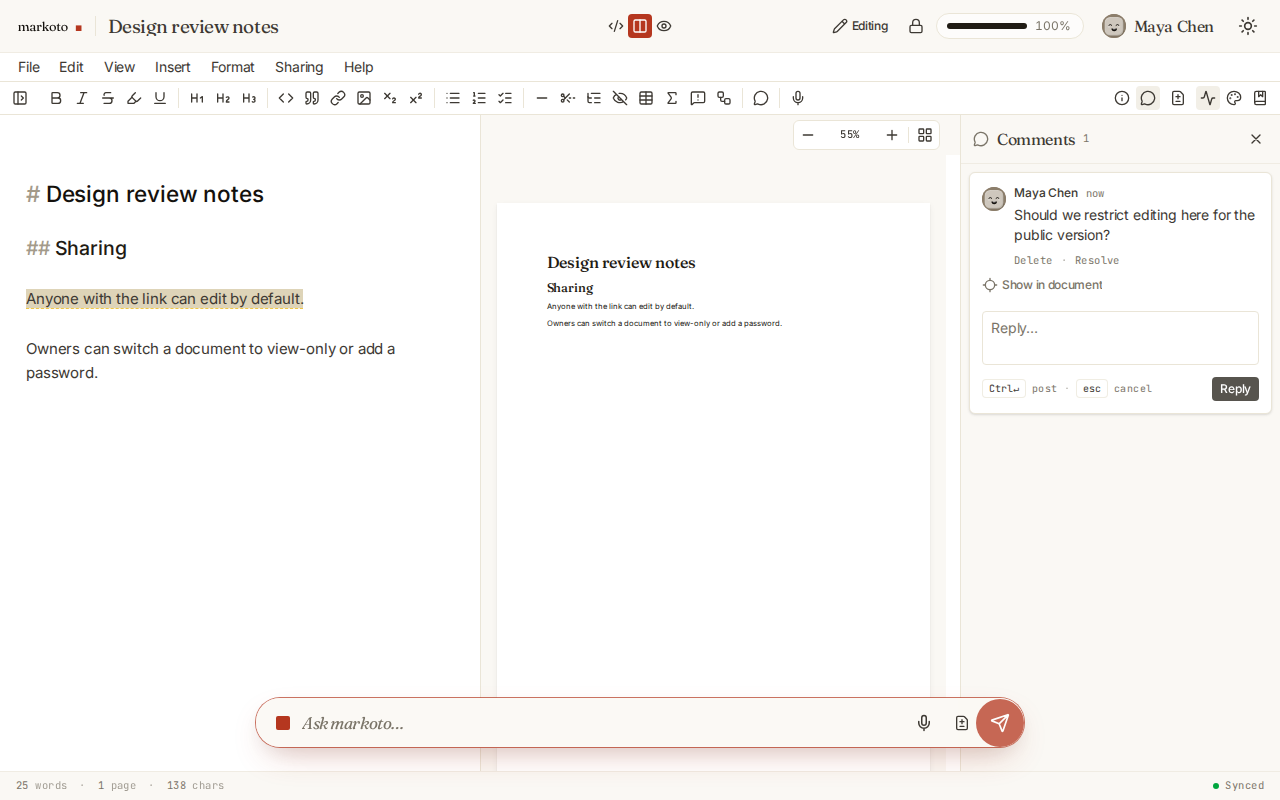 markoto
Design review notes
Editing
100%
Maya Chen
File Edit View Insert Format Sharing Help
H1 H2 H3
55%
Comments 1
# Design review notes
## Sharing
Anyone with the link can edit by default.
Owners can switch a document to view-only or add a
password.
Design review notes
Sharing
Anyone with the link can edit by default.
Owners can switch a document to view-only or add a password.
Maya Chen now
Should we restrict editing here for the
public version?
Delete · Resolve
Show in document
Reply...
Ctrl↵ post · esc cancel
Reply
Ask markoto...
25 words · 1 page · 138 chars
Synced